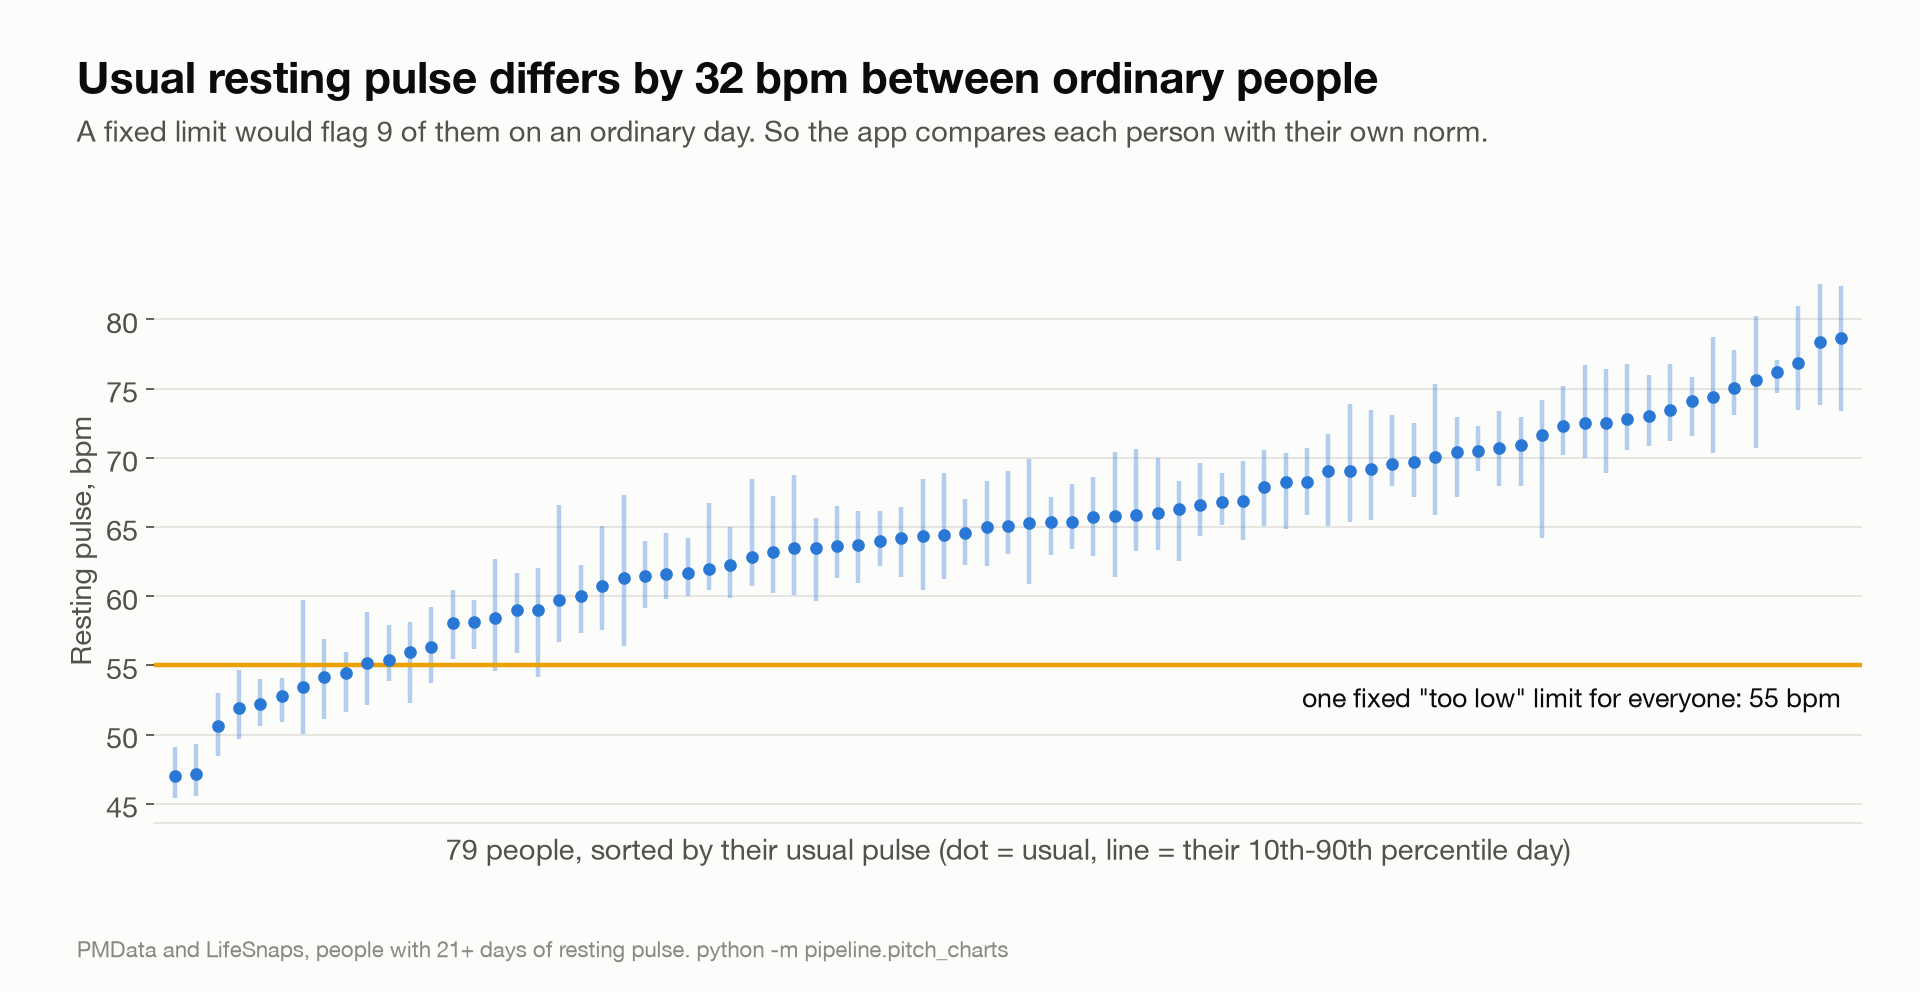 Usual resting pulse differs by 32 bpm between ordinary people
A fixed limit would flag 9 of them on an ordinary day. So the app compares each person with their own norm.
Resting pulse, bpm
80
75
70
65
60
55
50
45
one fixed "too low" limit for everyone: 55 bpm
79 people, sorted by their usual pulse (dot = usual, line = their 10th-90th percentile day)
PMData and LifeSnaps, people with 21+ days of resting pulse. python -m pipeline.pitch_charts